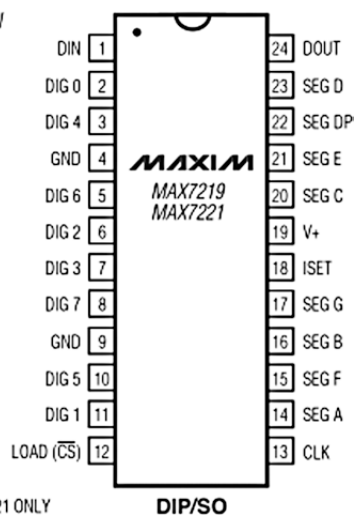 DIN 1 24 DOUT
DIG 0 2 23 SEG D
DIG 4 3 22 SEG DP
GND 4 21 SEG E
MAXIM
DIG 6 5 20 SEG C
MAX7219
MAX7221
DIG 2 6 19 V+
DIG 3 7 18 ISET
DIG 7 8 17 SEG G
GND 9 16 SEG B
DIG 5 10 15 SEG F
DIG 1 11 14 SEG A
LOAD (C̅S̅) 12 13 CLK
21 ONLY
DIP/SO